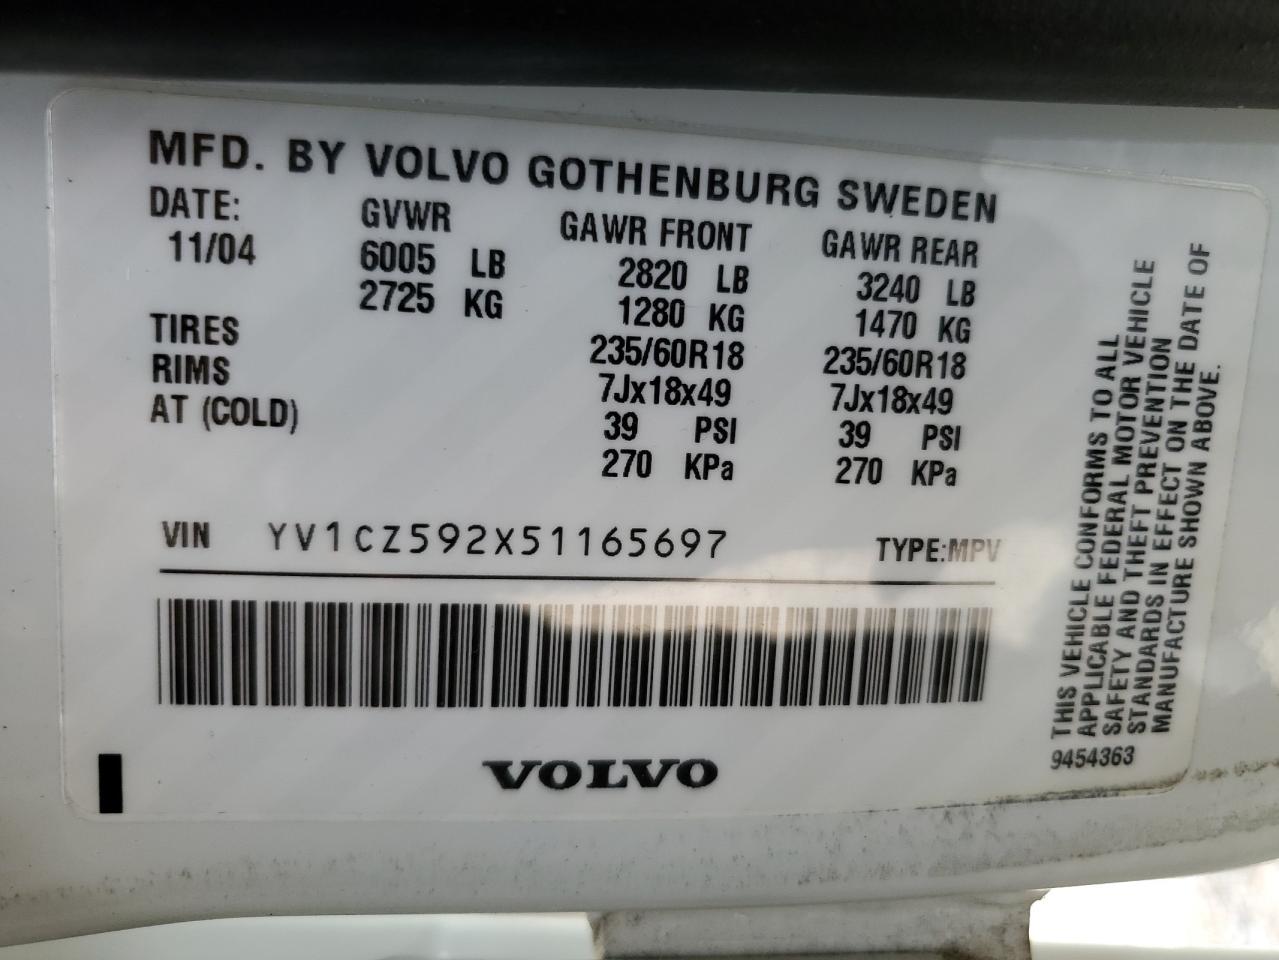 MFD. BY VOLVO GOTHENBURG SWEDEN
DATE: GVWR GAWR FRONT GAWR REAR
11/04 6005 LB 2820 LB 3240 LB
2725 KG 1280 KG 1470 KG
TIRES 235/60R18 235/60R18
RIMS 7Jx18x49 7Jx18x49
AT (COLD) 39 PSI 39 PSI
270 KPa 270 KPa
VIN YV1CZ592X51165697 TYPE:MPV
VOLVO
THIS VEHICLE CONFORMS TO ALL
APPLICABLE FEDERAL MOTOR VEHICLE
SAFETY AND THEFT PREVENTION
STANDARDS IN EFFECT ON THE DATE OF
MANUFACTURE SHOWN ABOVE.
9454363